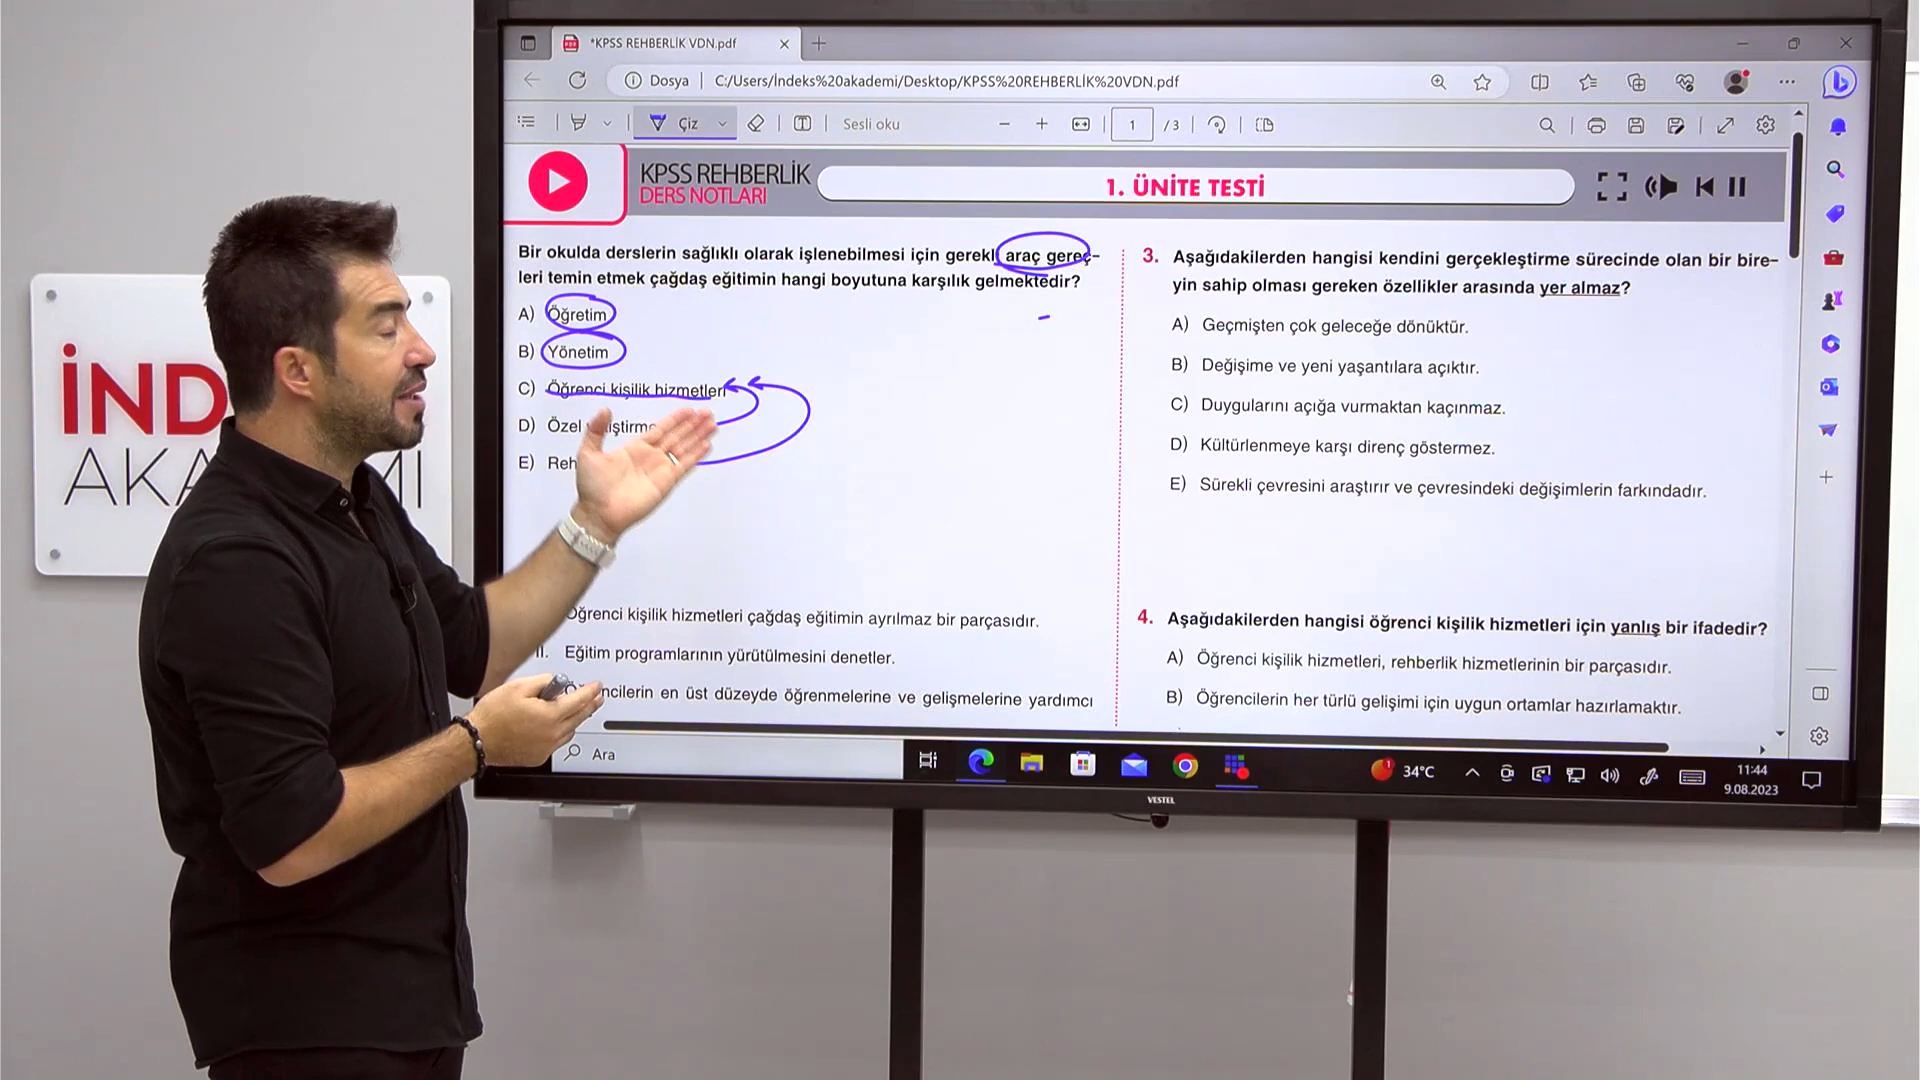 *KPSS REHBERLİK VDN.pdf
Dosya | C:/Users/İndeks%20akademi/Desktop/KPSS%20REHBERLİK%20VDN.pdf
Çiz
Sesli oku
1 / 3
KPSS REHBERLİK
DERS NOTLARI
1. ÜNİTE TESTİ
Bir okulda derslerin sağlıklı olarak işlenebilmesi için gerekl araç gereç-
leri temin etmek çağdaş eğitimin hangi boyutuna karşılık gelmektedir?
A) Öğretim
B) Yönetim
C) Öğrenci kişilik hizmetleri
D) Özel
E) Reh
Öğrenci kişilik hizmetleri çağdaş eğitimin ayrılmaz bir parçasıdır.
II. Eğitim programlarının yürütülmesini denetler.
en üst düzeyde öğrenmelerine ve gelişmelerine yardımcı
3. Aşağıdakilerden hangisi kendini gerçekleştirme sürecinde olan bir bire-
yin sahip olması gereken özellikler arasında yer almaz?
A) Geçmişten çok geleceğe dönüktür.
B) Değişime ve yeni yaşantılara açıktır.
C) Duygularını açığa vurmaktan kaçınmaz.
D) Kültürlenmeye karşı direnç göstermez.
E) Sürekli çevresini araştırır ve çevresindeki değişimlerin farkındadır.
4. Aşağıdakilerden hangisi öğrenci kişilik hizmetleri için yanlış bir ifadedir?
A) Öğrenci kişilik hizmetleri, rehberlik hizmetlerinin bir parçasıdır.
B) Öğrencilerin her türlü gelişimi için uygun ortamlar hazırlamaktır.
Ara
1
34°C
11:44
9.08.2023
VESTEL
İND
AKA Mİ